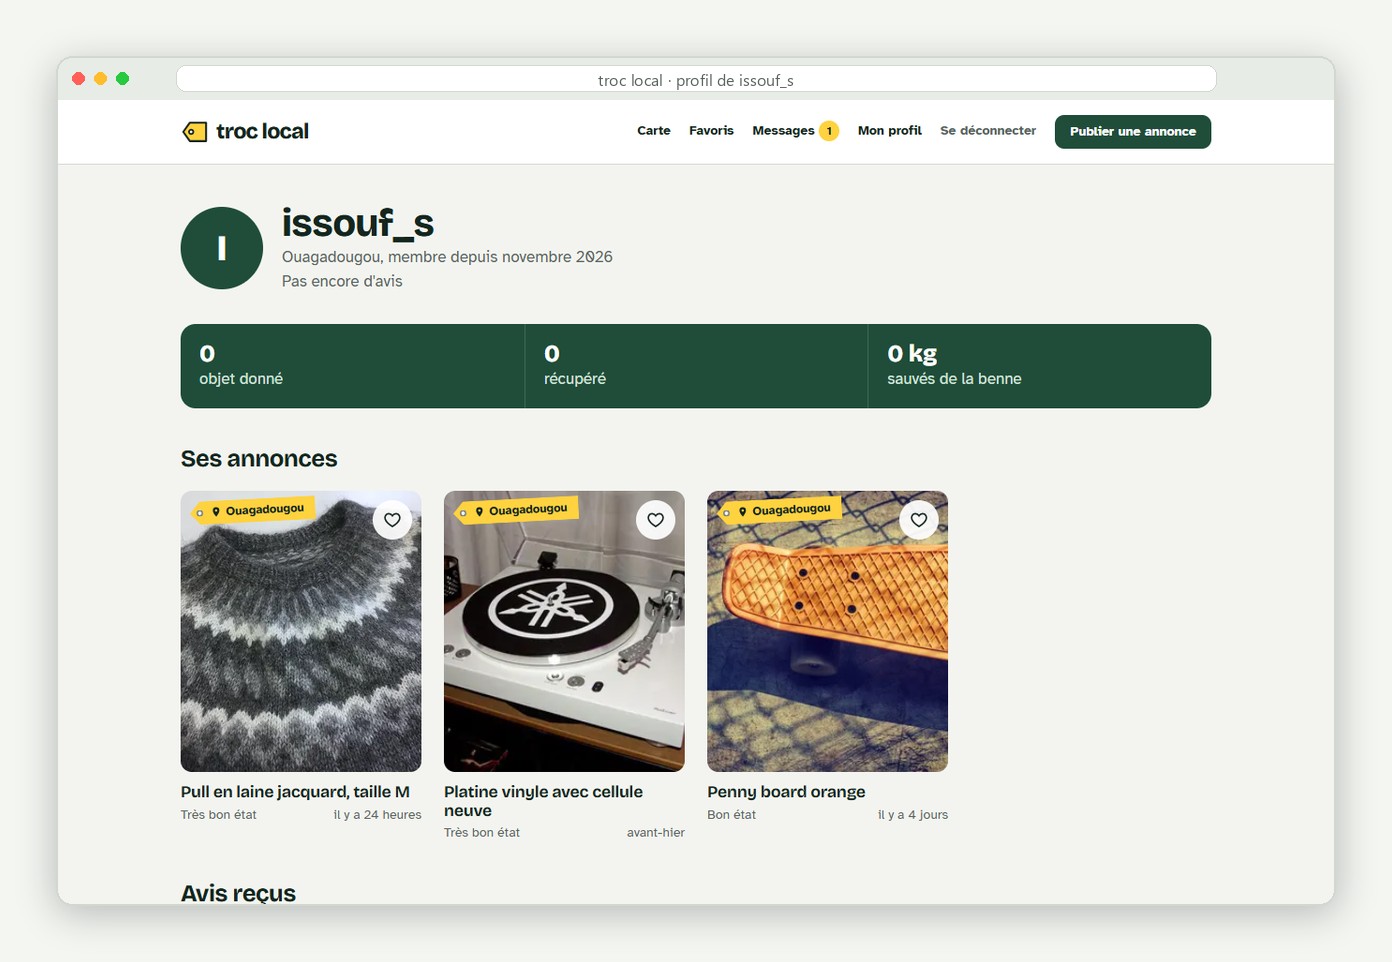 troc local · profil de issouf_s
troc local
Carte Favoris Messages 1 Mon profil Se déconnecter Publier une annonce
I
issouf_s
Ouagadougou, membre depuis novembre 2026
Pas encore d'avis
0
objet donné
0
récupéré
0 kg
sauvés de la benne
Ses annonces
Ouagadougou
Pull en laine jacquard, taille M
Très bon état il y a 24 heures
Ouagadougou
Platine vinyle avec cellule
neuve
Très bon état avant-hier
Ouagadougou
Penny board orange
Bon état il y a 4 jours
Avis reçus